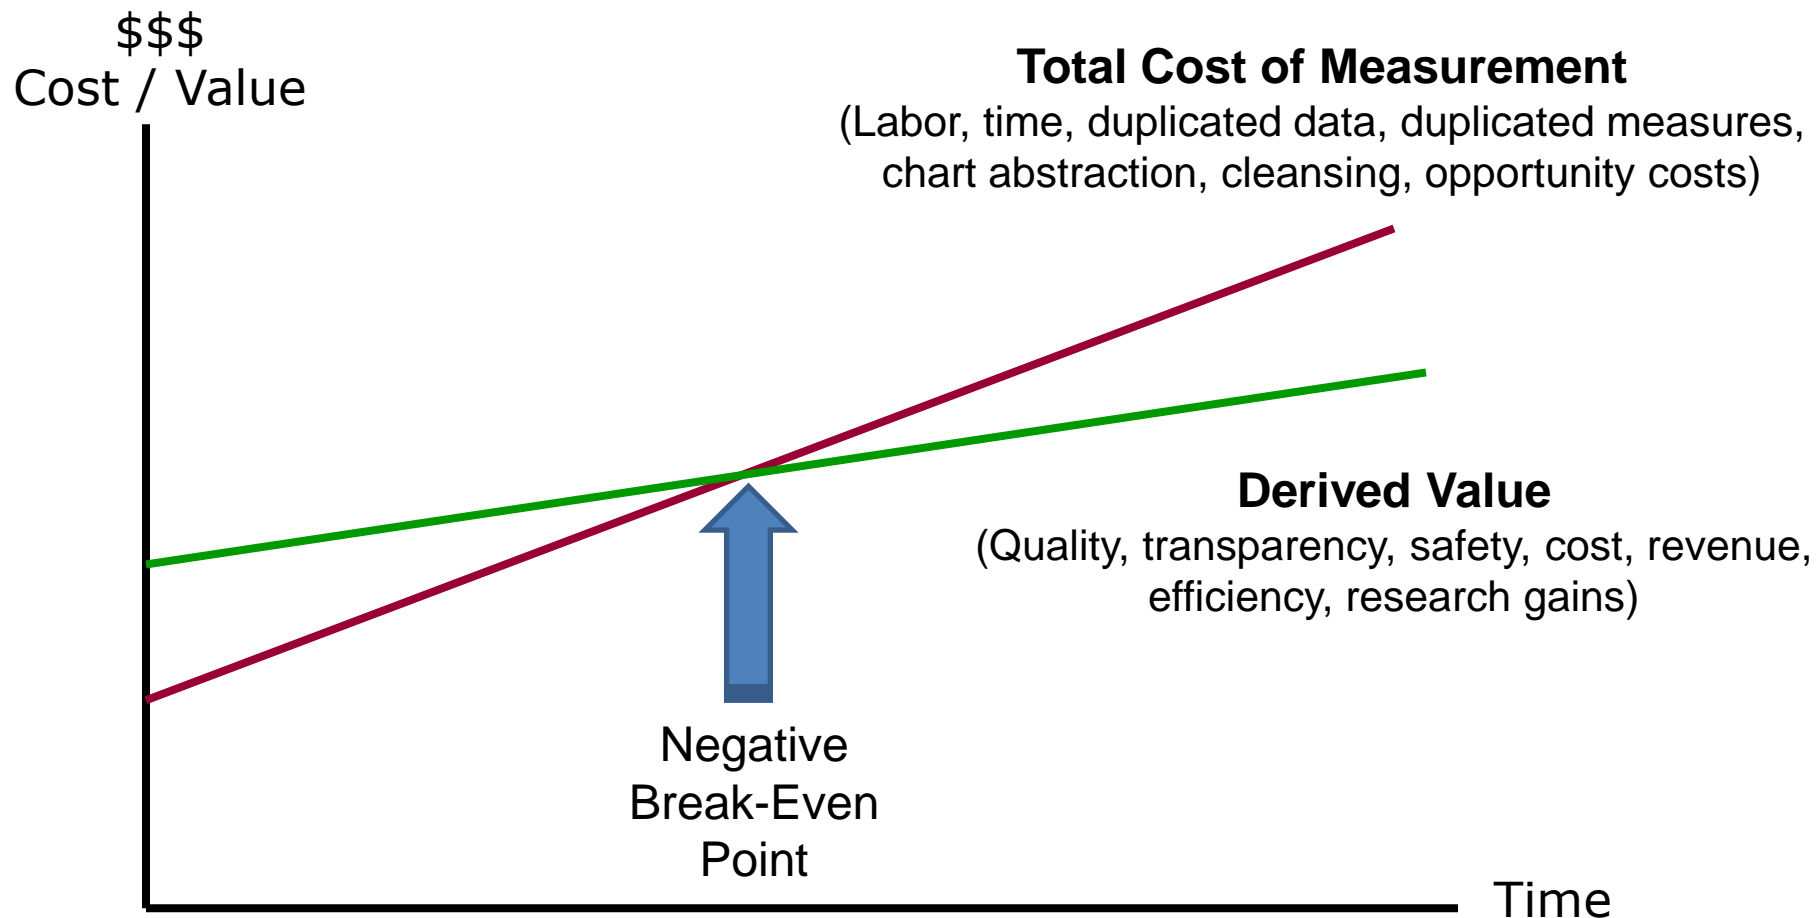 $$$
Cost / Value
Total Cost of Measurement
(Labor, time, duplicated data, duplicated measures,
chart abstraction, cleansing, opportunity costs)
Derived Value
(Quality, transparency, safety, cost, revenue,
efficiency, research gains)
Negative
Break-Even
Point
Time